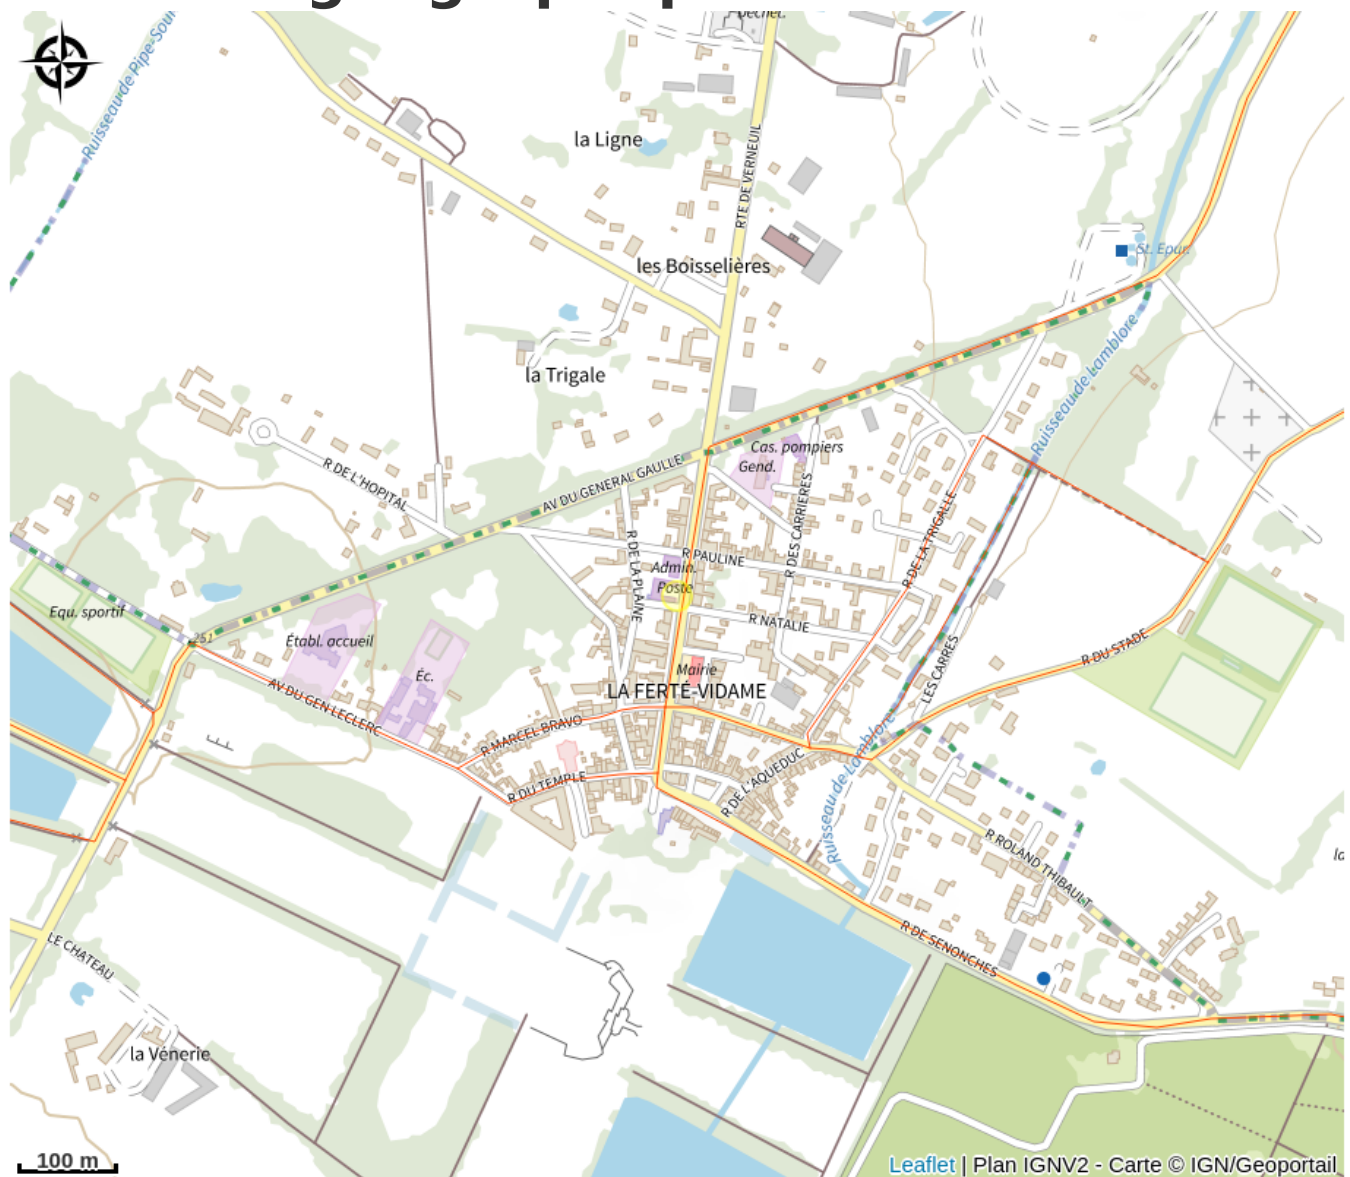 Déchet.
Ruisseau de Pipe-Sour
la Ligne
RTE DE VERNEUIL
St. Epur.
les Boisselières
Ruisseau de Lamblore
la Trigale
Cas. pompiers
Gend.
AV DU GENERAL GAULLE
R DE L'HOPITAL
R DES CARRIERES
R DE LA TRIGALLE
R DE LA PLAINE
R PAULINE
Admin.
Poste
Equ. sportif
R NATALIE
251
Établ. accueil
R DU STADE
LES CARRES
Éc.
Mairie
LA FERTÉ-VIDAME
AV DU GEN LECLERC
R MARCEL BRAVO
R DU TEMPLE
R DE L'AQUEDUC
Ruisseau de Lamblore
R ROLAND THIBAULT
la
R DE SENONCHES
LE CHATEAU
la Vénerie
100 m
Leaflet | Plan IGNV2 - Carte © IGN/Geoportail